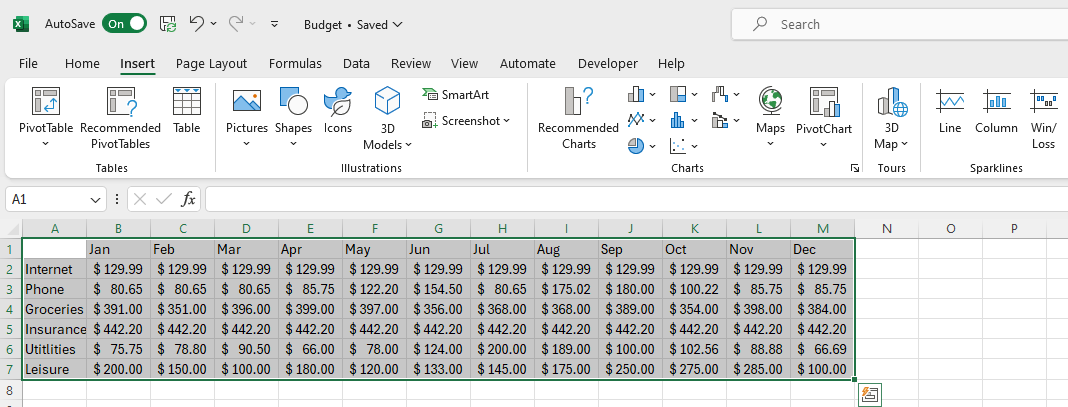 AutoSave On Budget • Saved Search
File Home Insert Page Layout Formulas Data Review View Automate Developer Help
PivotTable Recommended PivotTables Table
Tables
Pictures Shapes Icons 3D Models SmartArt Screenshot
Illustrations
Recommended Charts Maps PivotChart
Charts
3D Map
Tours
Line Column Win/Loss
Sparklines
A1 fx
A B C D E F G H I J K L M N O P
1 Jan Feb Mar Apr May Jun Jul Aug Sep Oct Nov Dec
2 Internet $ 129.99 $ 129.99 $ 129.99 $ 129.99 $ 129.99 $ 129.99 $ 129.99 $ 129.99 $ 129.99 $ 129.99 $ 129.99 $ 129.99
3 Phone $ 80.65 $ 80.65 $ 80.65 $ 85.75 $ 122.20 $ 154.50 $ 80.65 $ 175.02 $ 180.00 $ 100.22 $ 85.75 $ 85.75
4 Groceries $ 391.00 $ 351.00 $ 396.00 $ 399.00 $ 397.00 $ 356.00 $ 368.00 $ 368.00 $ 389.00 $ 354.00 $ 398.00 $ 384.00
5 Insurance $ 442.20 $ 442.20 $ 442.20 $ 442.20 $ 442.20 $ 442.20 $ 442.20 $ 442.20 $ 442.20 $ 442.20 $ 442.20 $ 442.20
6 Utitlities $ 75.75 $ 78.80 $ 90.50 $ 66.00 $ 78.00 $ 124.00 $ 200.00 $ 189.00 $ 100.00 $ 102.56 $ 88.88 $ 66.69
7 Leisure $ 200.00 $ 150.00 $ 100.00 $ 180.00 $ 120.00 $ 133.00 $ 145.00 $ 175.00 $ 250.00 $ 275.00 $ 285.00 $ 100.00
8